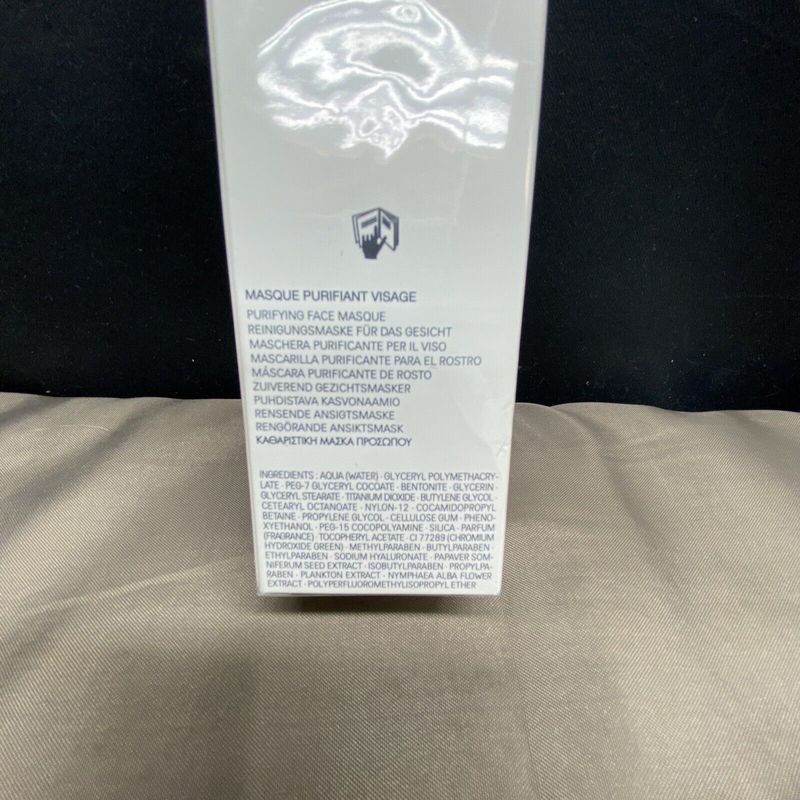 MASQUE PURIFIANT VISAGE
PURIFYING FACE MASQUE
REINIGUNGSMASKE FÜR DAS GESICHT
MASCHERA PURIFICANTE PER IL VISO
MASCARILLA PURIFICANTE PARA EL ROSTRO
MÁSCARA PURIFICANTE DE ROSTO
ZUIVEREND GEZICHTSMASKER
PUHDISTAVA KASVONAAMIO
RENSENDE ANSIGTSMASKE
RENGÖRANDE ANSIKTSMASK
ΚΑΘΑΡΙΣΤΙΚΗ ΜΑΣΚΑ ΠΡΟΣΩΠΟΥ
INGREDIENTS : AQUA (WATER) · GLYCERYL POLYMETHACRY-
LATE · PEG-7 GLYCERYL COCOATE · BENTONITE · GLYCERIN ·
GLYCERYL STEARATE · TITANIUM DIOXIDE · BUTYLENE GLYCOL ·
CETEARYL OCTANOATE · NYLON-12 · COCAMIDOPROPYL
BETAINE · PROPYLENE GLYCOL · CELLULOSE GUM · PHENO-
XYETHANOL · PEG-15 COCOPOLYAMINE · SILICA · PARFUM
(FRAGRANCE) · TOCOPHERYL ACETATE · CI 77289 (CHROMIUM
HYDROXIDE GREEN) · METHYLPARABEN · BUTYLPARABEN ·
ETHYLPARABEN · SODIUM HYALURONATE · PAPAVER SOM-
NIFERUM SEED EXTRACT · ISOBUTYLPARABEN · PROPYLPA-
RABEN · PLANKTON EXTRACT · NYMPHAEA ALBA FLOWER
EXTRACT · POLYPERFLUOROMETHYLISOPROPYL ETHER